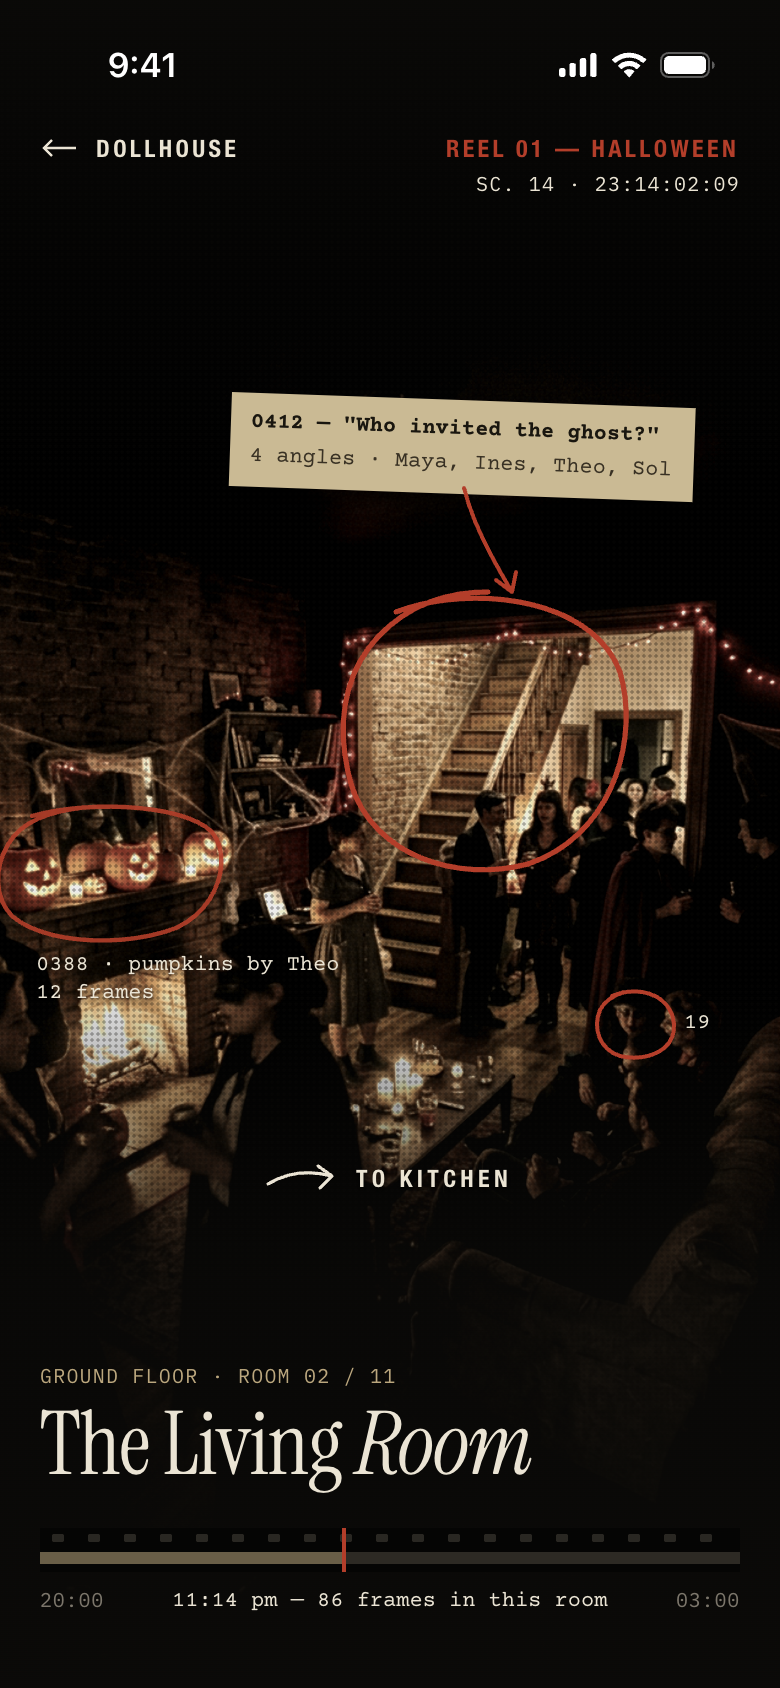 9:41
← DOLLHOUSE
REEL 01 — HALLOWEEN
SC. 14 · 23:14:02:09
0412 — "Who invited the ghost?"
4 angles · Maya, Ines, Theo, Sol
0388 · pumpkins by Theo
12 frames
19
TO KITCHEN
GROUND FLOOR · ROOM 02 / 11
The Living Room
20:00
11:14 pm — 86 frames in this room
03:00